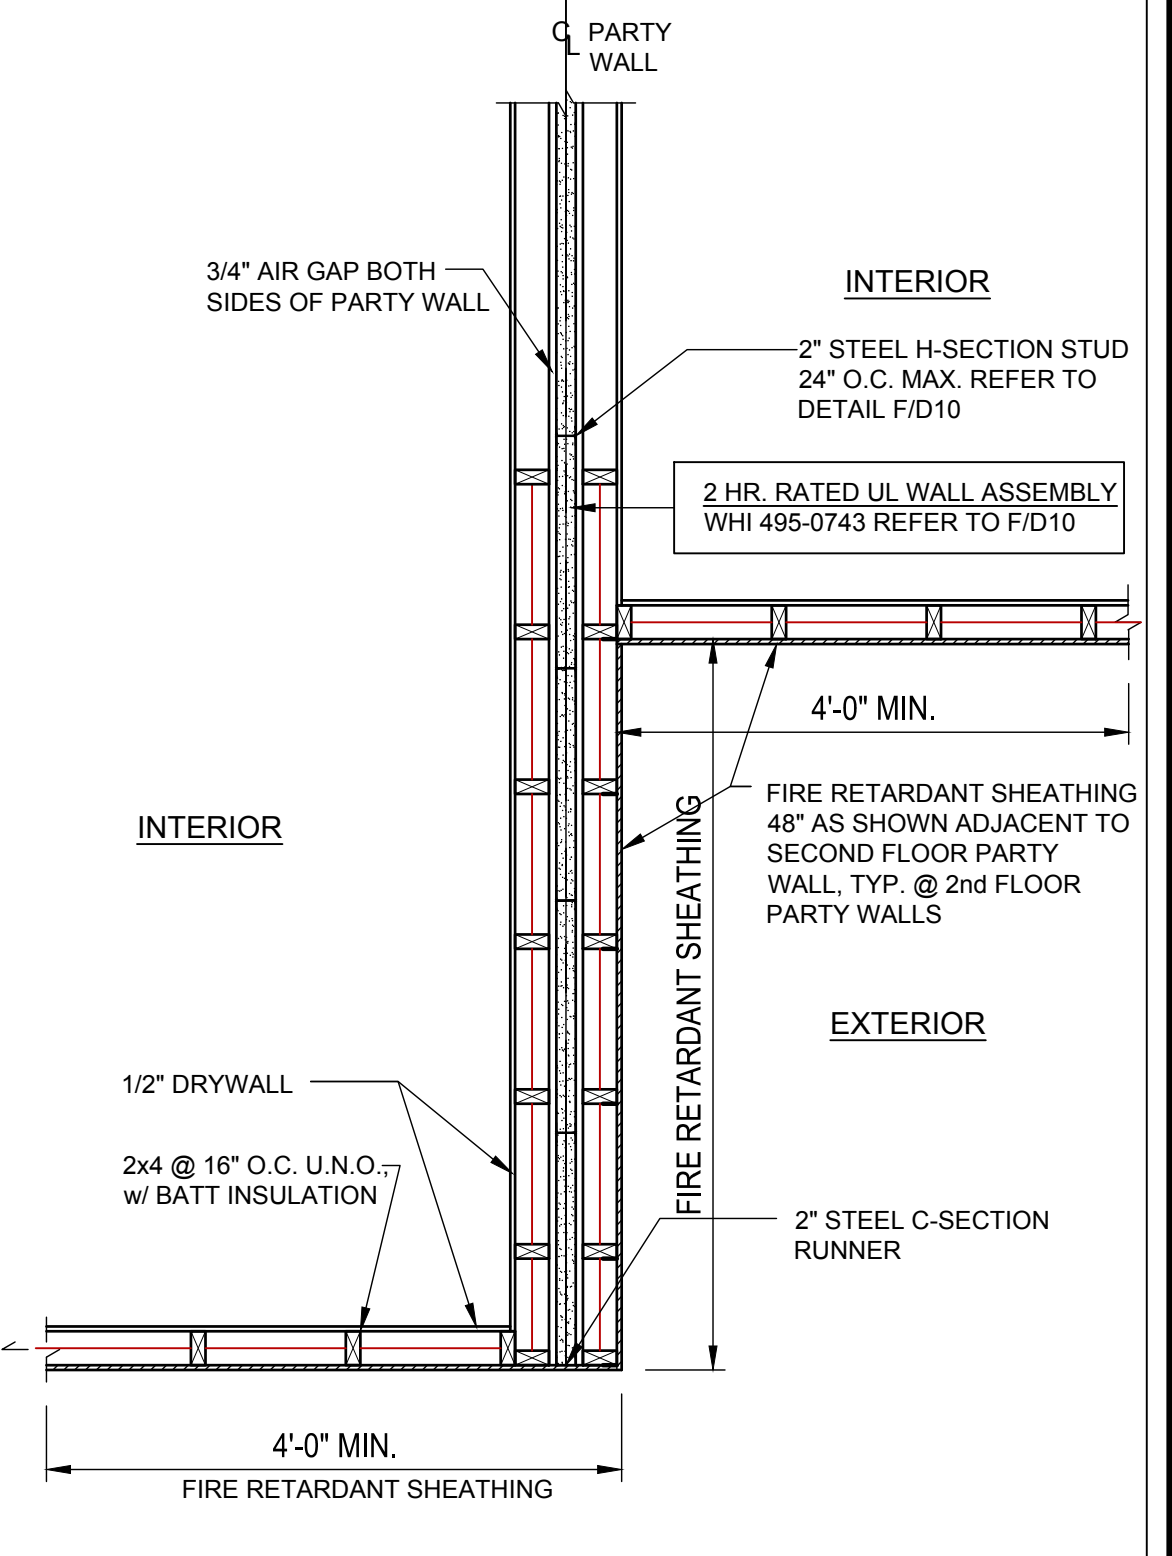 CL PARTY
WALL
3/4" AIR GAP BOTH
SIDES OF PARTY WALL
INTERIOR
2" STEEL H-SECTION STUD
24" O.C. MAX. REFER TO
DETAIL F/D10
2 HR. RATED UL WALL ASSEMBLY
WHI 495-0743 REFER TO F/D10
4'-0" MIN.
FIRE RETARDANT SHEATHING
48" AS SHOWN ADJACENT TO
SECOND FLOOR PARTY
WALL, TYP. @ 2nd FLOOR
PARTY WALLS
INTERIOR
FIRE RETARDANT SHEATHING
EXTERIOR
1/2" DRYWALL
2x4 @ 16" O.C. U.N.O.,
w/ BATT INSULATION
2" STEEL C-SECTION
RUNNER
4'-0" MIN.
FIRE RETARDANT SHEATHING